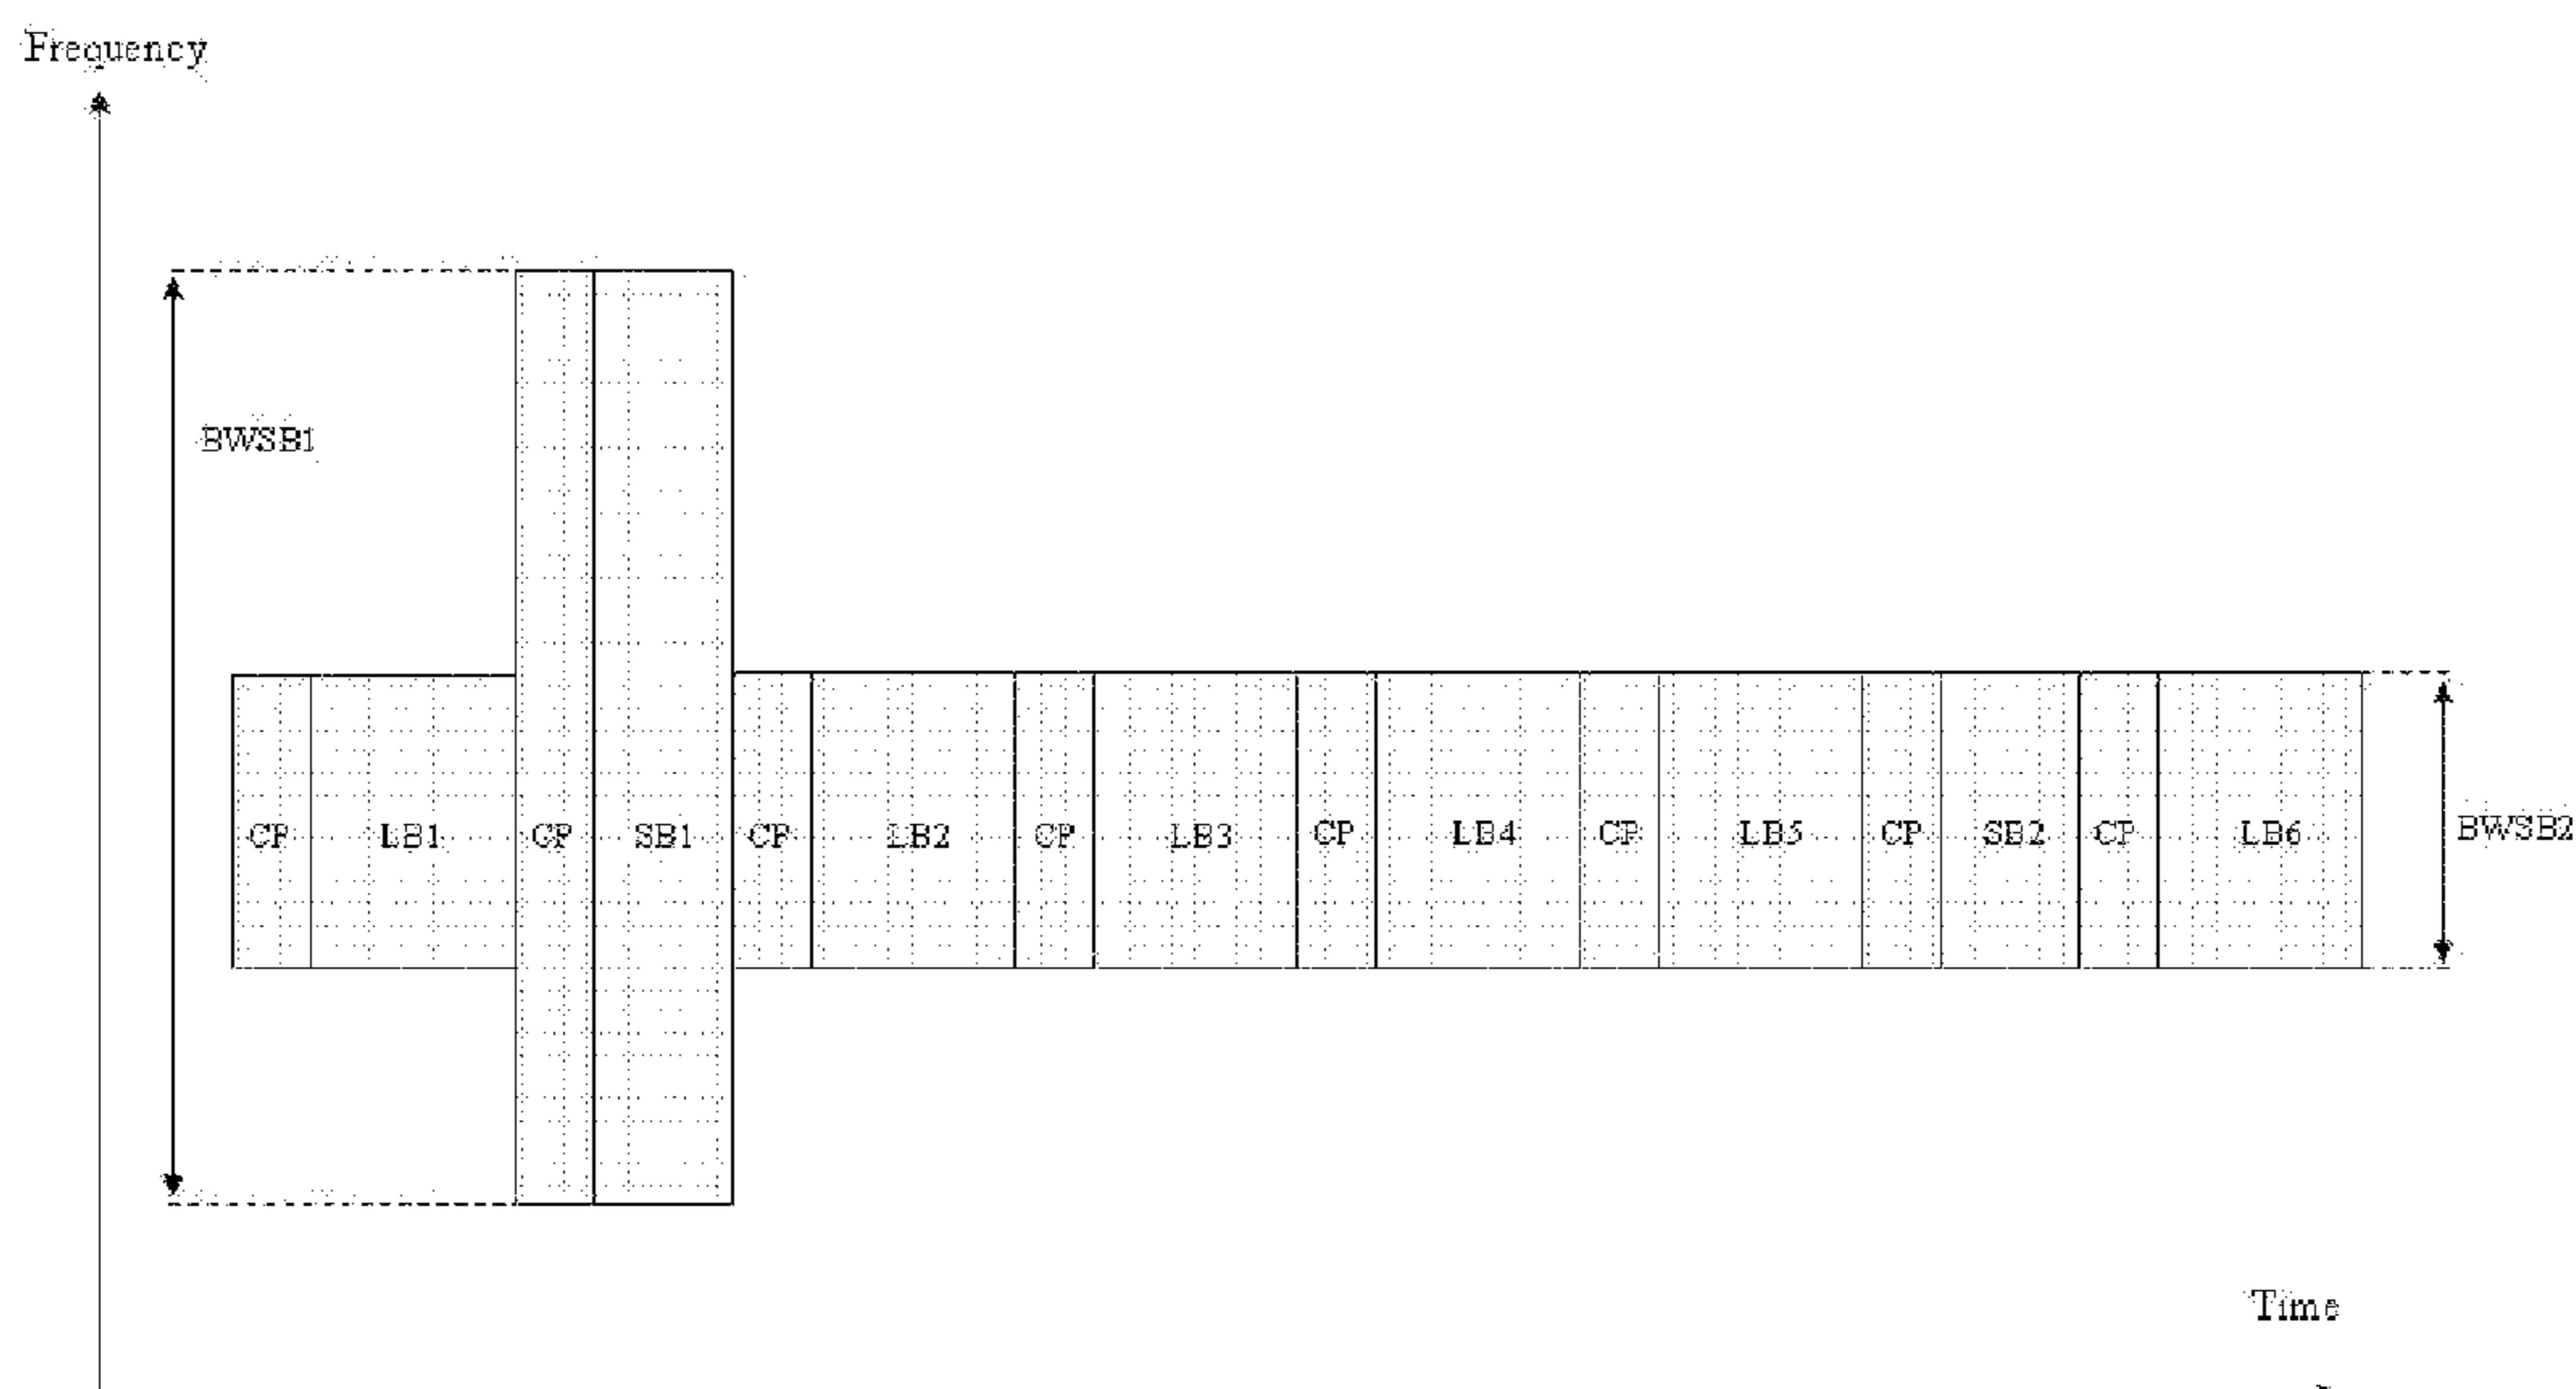 Frequency
BWSB1
CP LB1 CP SB1 CP LB2 CP LB3 CP LB4 CP LB5 CP SB2 CP LB6
BWSB2
Time